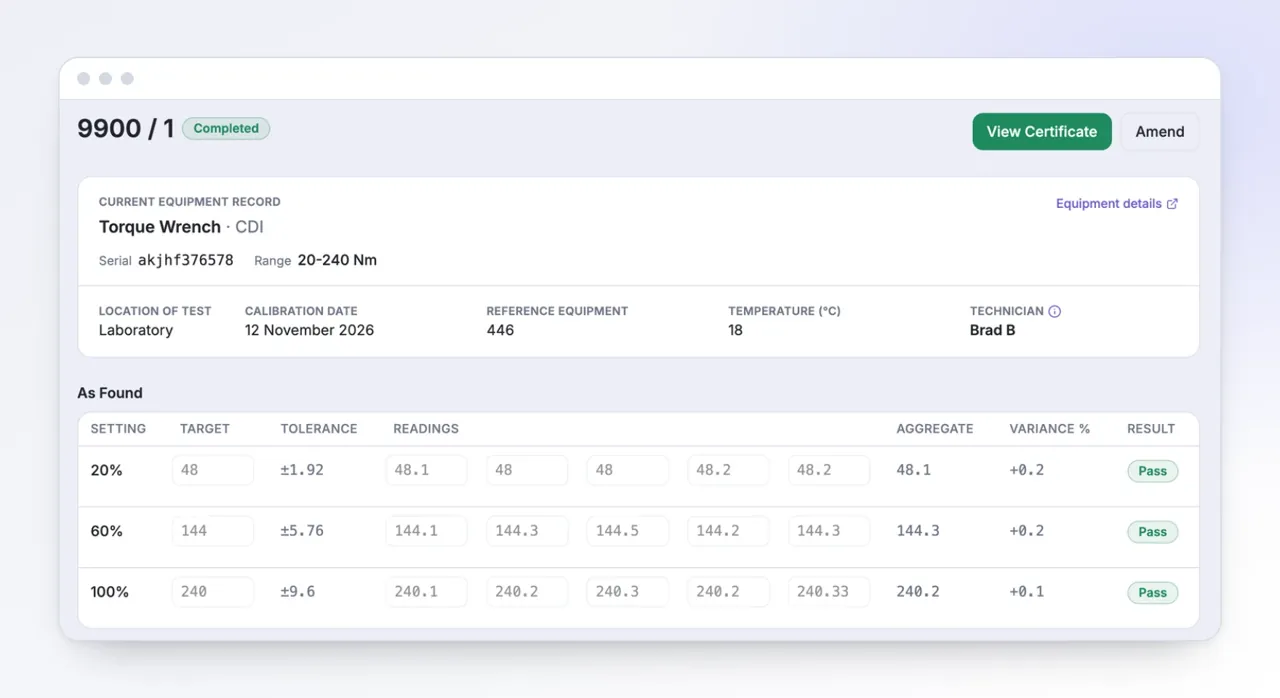 9900 / 1 Completed View Certificate Amend
CURRENT EQUIPMENT RECORD Equipment details
Torque Wrench · CDI
Serial akjhf376578 Range 20-240 Nm
LOCATION OF TEST CALIBRATION DATE REFERENCE EQUIPMENT TEMPERATURE (°C) TECHNICIAN
Laboratory 12 November 2026 446 18 Brad B
As Found
SETTING TARGET TOLERANCE READINGS AGGREGATE VARIANCE % RESULT
20% 48 ±1.92 48.1 48 48 48.2 48.2 48.1 +0.2 Pass
60% 144 ±5.76 144.1 144.3 144.5 144.2 144.3 144.3 +0.2 Pass
100% 240 ±9.6 240.1 240.2 240.3 240.2 240.33 240.2 +0.1 Pass